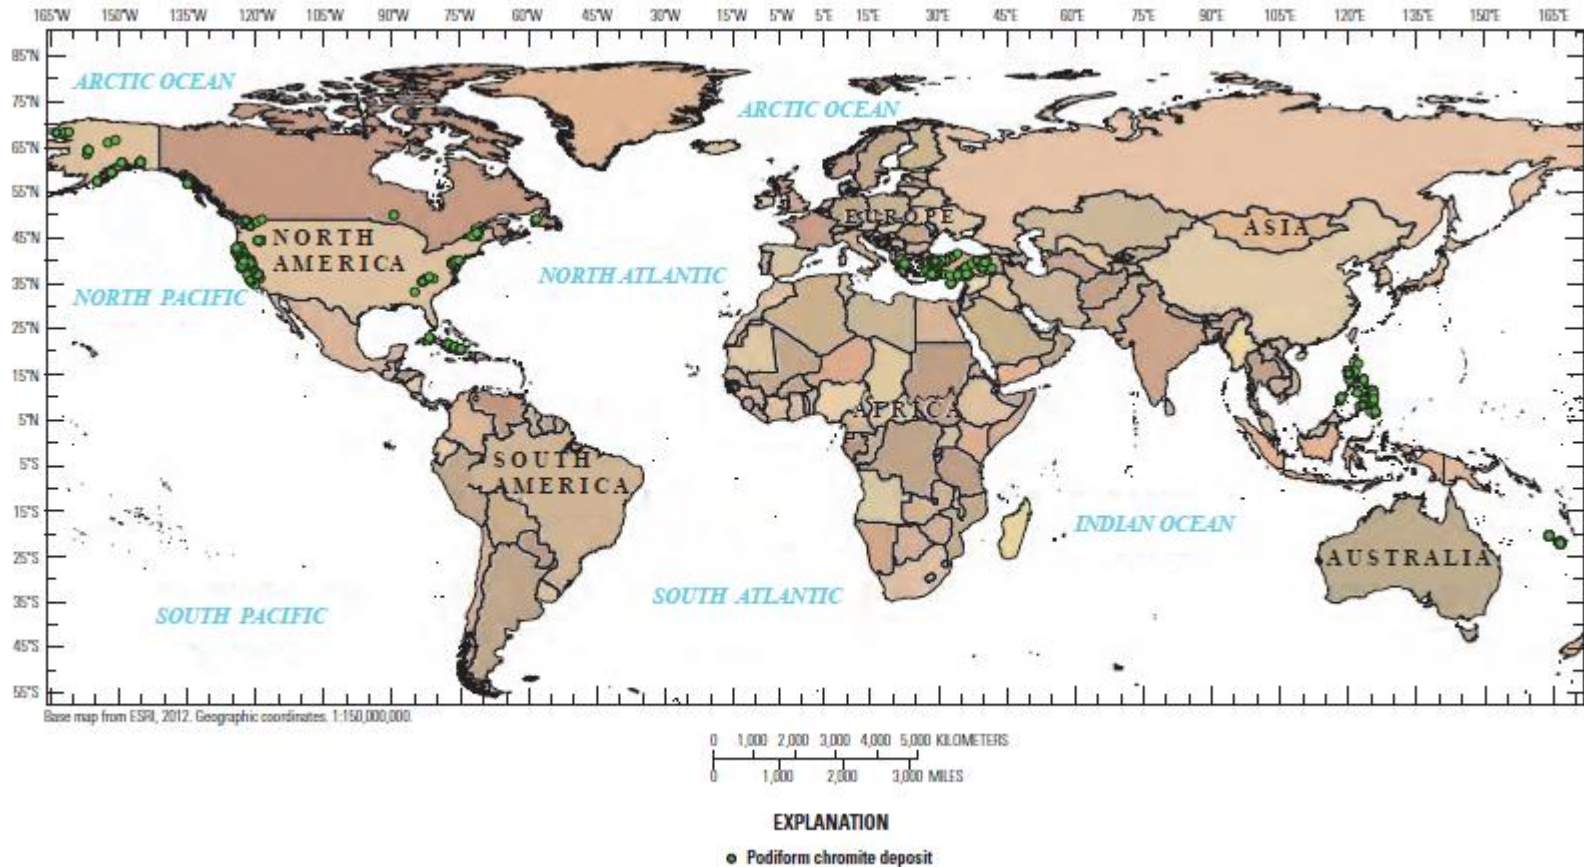 165°W 150°W 135°W 120°W 105°W 90°W 75°W 60°W 45°W 30°W 15°W 5°W 5°E 15°E 30°E 45°E 60°E 75°E 90°E 105°E 120°E 135°E 150°E 165°E
85°N
ARCTIC OCEAN
ARCTIC OCEAN
75°N
65°N
55°N
EUROPE
ASIA
45°N
NORTH
AMERICA
NORTH ATLANTIC
NORTH PACIFIC
35°N
25°N
15°N
AFRICA
5°N
SOUTH
AMERICA
5°S
INDIAN OCEAN
15°S
25°S
AUSTRALIA
SOUTH ATLANTIC
35°S
SOUTH PACIFIC
45°S
55°S
Base map from ESRI, 2012. Geographic coordinates. 1:150,000,000.
0 1,000 2,000 3,000 4,000 5,000 KILOMETERS
0 1,000 2,000 3,000 MILES
EXPLANATION
Podiform chromite deposit